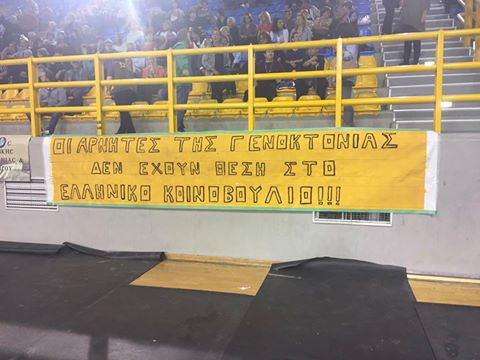 ΟΙ ΑΡΝΗΤΕΣ ΤΗΣ ΓΕΝΟΚΤΟΝΙΑΣ
ΔΕΝ ΕΧΟΥΝ ΘΕΣΗ ΣΤΟ
ΕΛΛΗΝΙΚΟ ΚΟΙΝΟΒΟΥΛΙΟ!!!